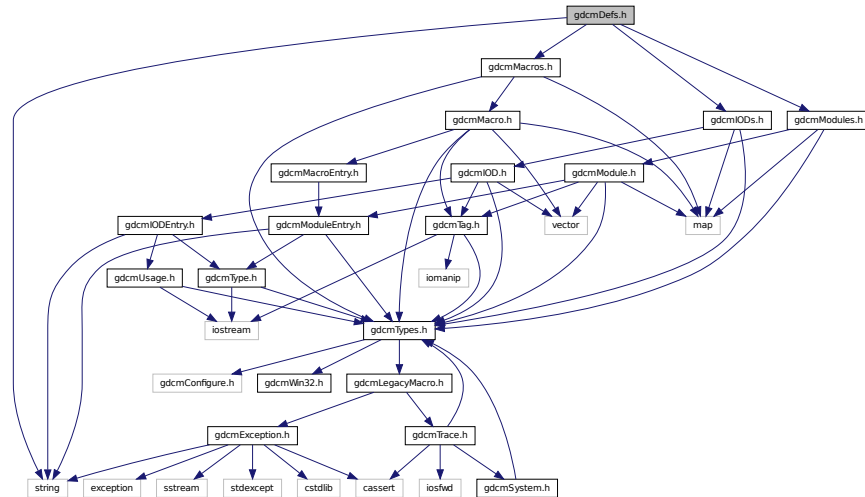 gdcmDefs.h
gdcmMacros.h
gdcmMacro.h
gdcmIODs.h
gdcmModules.h
gdcmMacroEntry.h
gdcmIOD.h
gdcmModule.h
gdcmIODEntry.h
gdcmModuleEntry.h
gdcmTag.h
vector
map
gdcmUsage.h
gdcmType.h
iomanip
iostream
gdcmTypes.h
gdcmConfigure.h
gdcmWin32.h
gdcmLegacyMacro.h
gdcmException.h
gdcmTrace.h
string
exception
sstream
stdexcept
cstdlib
cassert
iosfwd
gdcmSystem.h